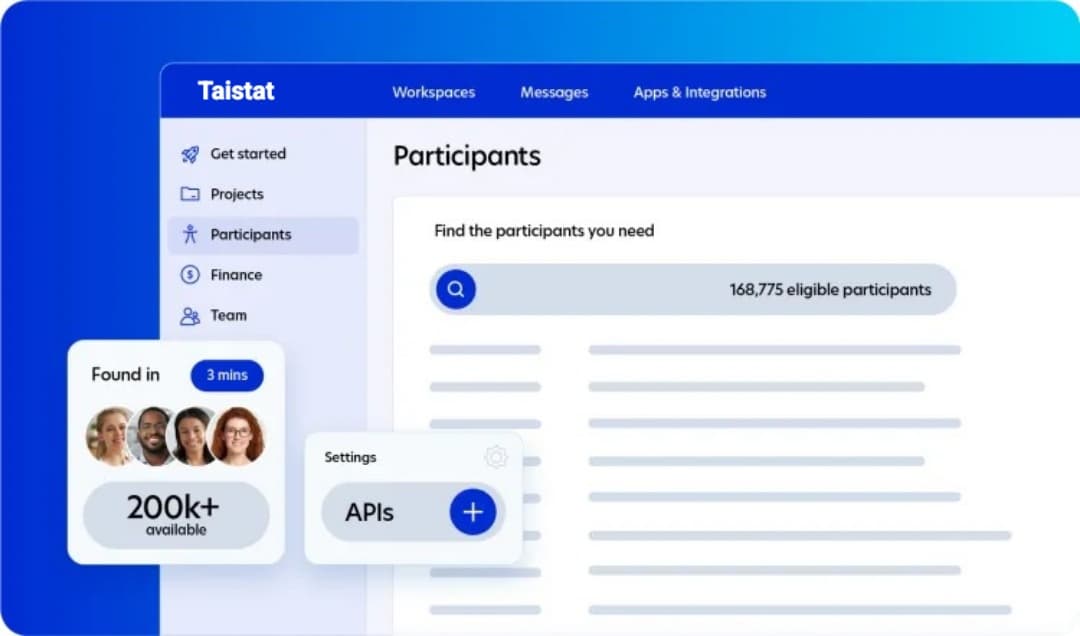 Taistat
Workspaces
Messages
Apps & Integrations
Get started
Projects
Participants
Finance
Team
Participants
Find the participants you need
168,775 eligible participants
Found in
3 mins
200k+
available
Settings
APIs